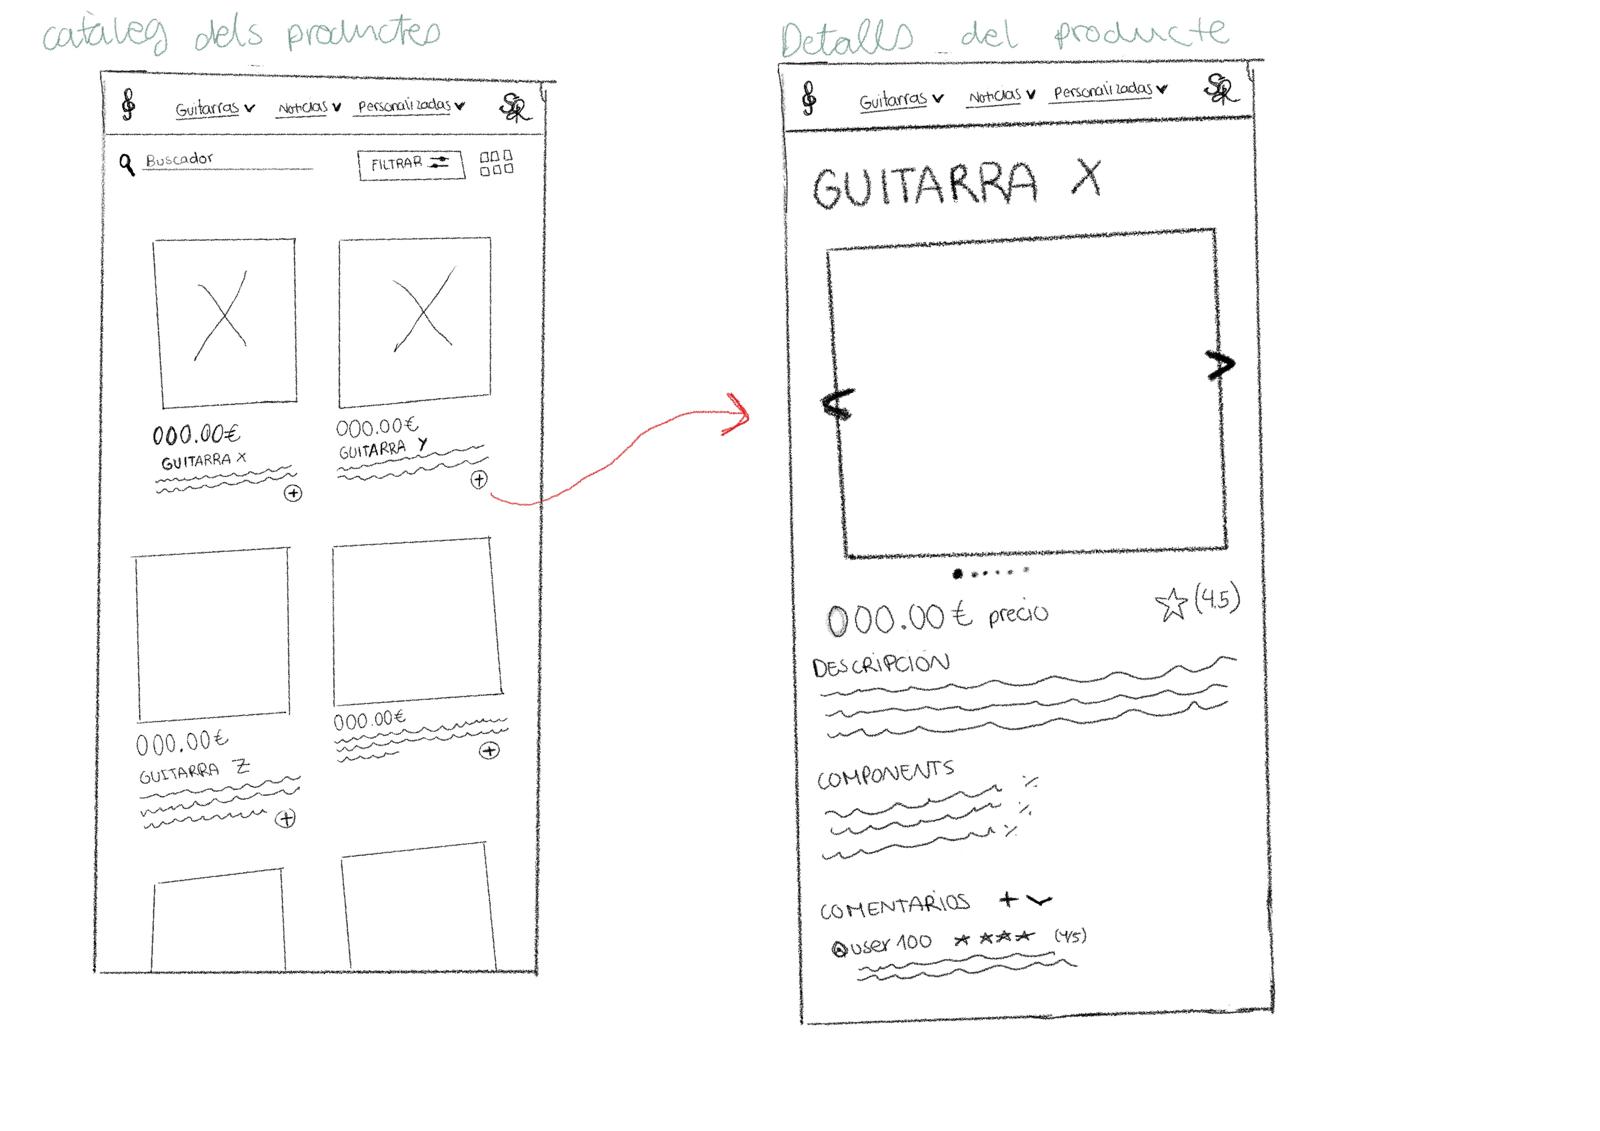 catàleg dels productes
Guitarras Noticias Personalizadas SR
Buscador
FILTRAR
000.00€
GUITARRA X
000.00€
GUITARRA Y
000.00€
GUITARRA Z
000.00€
Detalls del producte
Guitarras Noticias Personalizadas SR
GUITARRA X
< >
000.00€ precio (4.5)
DESCRIPCIÓN
COMPONENTS
%
%
%
COMENTARIOS +
user 100 ★★★★ (4/5)